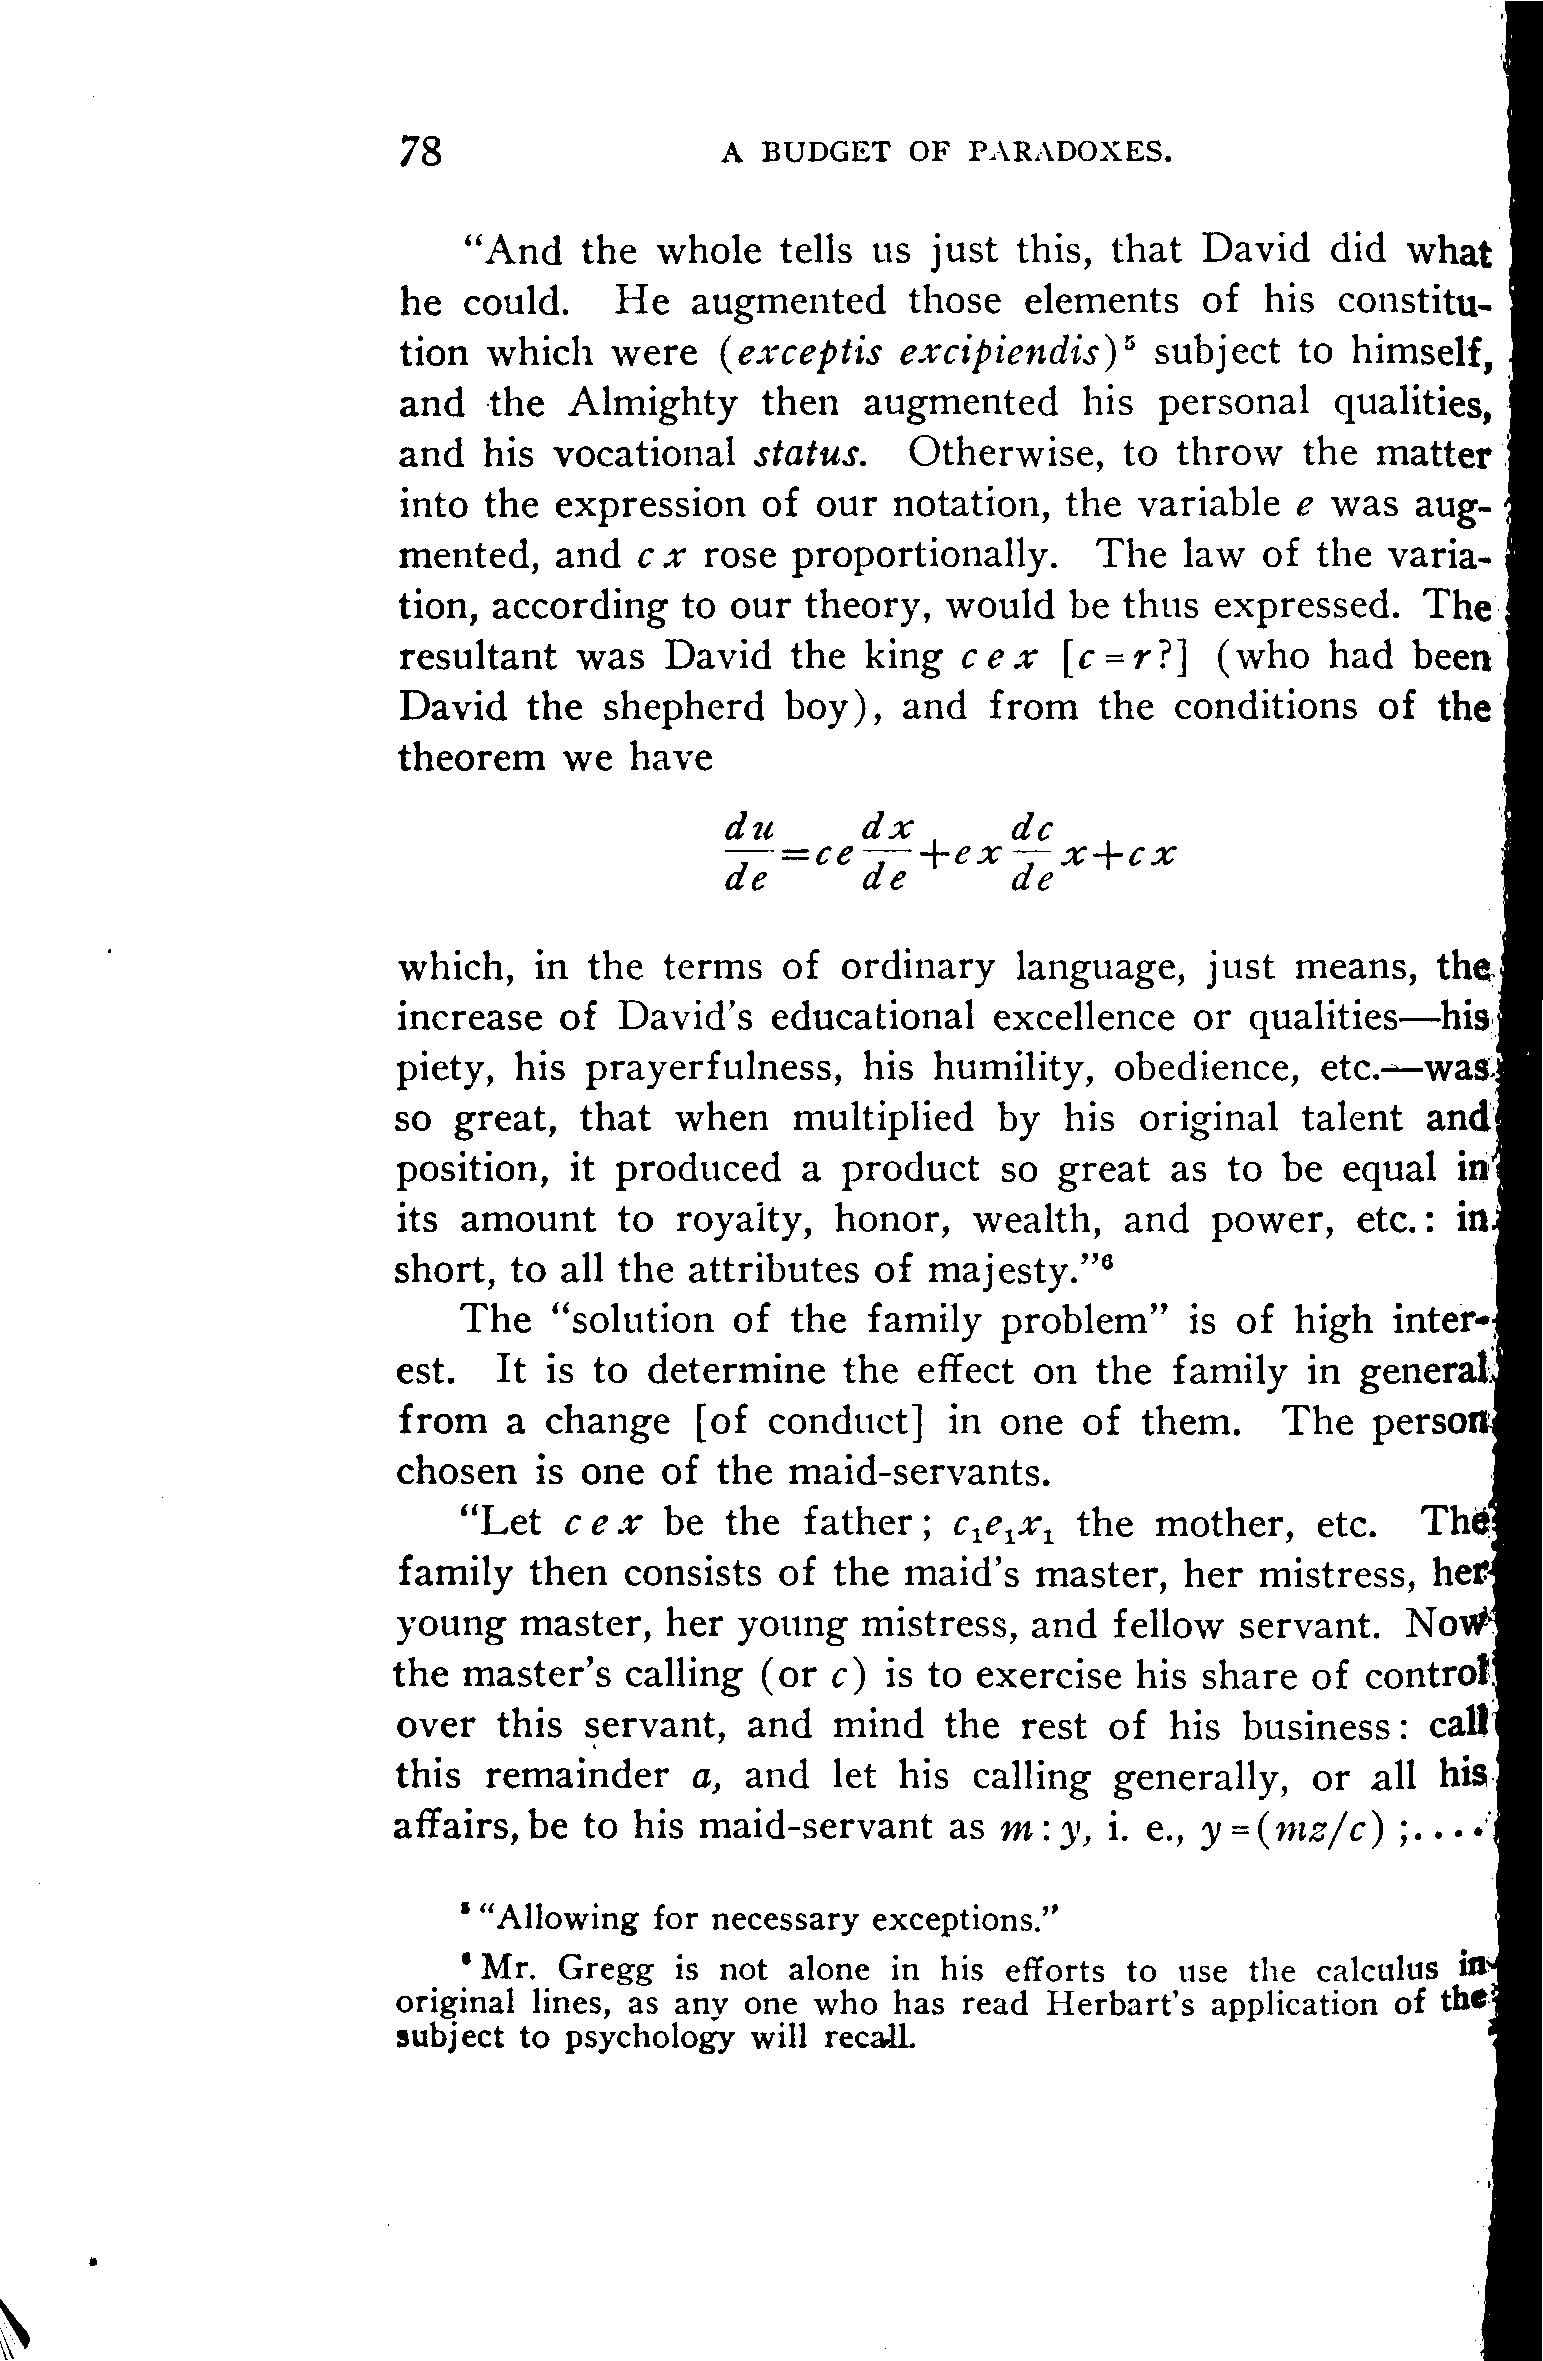 78 A BUDGET OF PARADOXES.
“And the whole tells us just this, that David did what
he could. He augmented those elements of his constitu-
tion which were (exceptis excipiendis)⁵ subject to himself,
and the Almighty then augmented his personal qualities,
and his vocational status. Otherwise, to throw the matter
into the expression of our notation, the variable e was aug-
mented, and c x rose proportionally. The law of the varia-
tion, according to our theory, would be thus expressed. The
resultant was David the king c e x [c=r?] (who had been
David the shepherd boy), and from the conditions of the
theorem we have
du/de = ce dx/de + ex dc/de x + cx
which, in the terms of ordinary language, just means, the
increase of David's educational excellence or qualities—his
piety, his prayerfulness, his humility, obedience, etc.—was
so great, that when multiplied by his original talent and
position, it produced a product so great as to be equal in
its amount to royalty, honor, wealth, and power, etc.: in
short, to all the attributes of majesty.”⁶
The “solution of the family problem” is of high inter-
est. It is to determine the effect on the family in general
from a change [of conduct] in one of them. The person
chosen is one of the maid-servants.
“Let c e x be the father; c₁e₁x₁ the mother, etc. The
family then consists of the maid's master, her mistress, her
young master, her young mistress, and fellow servant. Now
the master's calling (or c) is to exercise his share of control
over this servant, and mind the rest of his business: call
this remainder a, and let his calling generally, or all his
affairs, be to his maid-servant as m:y, i. e., y=(mz/c) ;....
⁵ “Allowing for necessary exceptions.”
⁶ Mr. Gregg is not alone in his efforts to use the calculus in
original lines, as any one who has read Herbart's application of the
subject to psychology will recall.